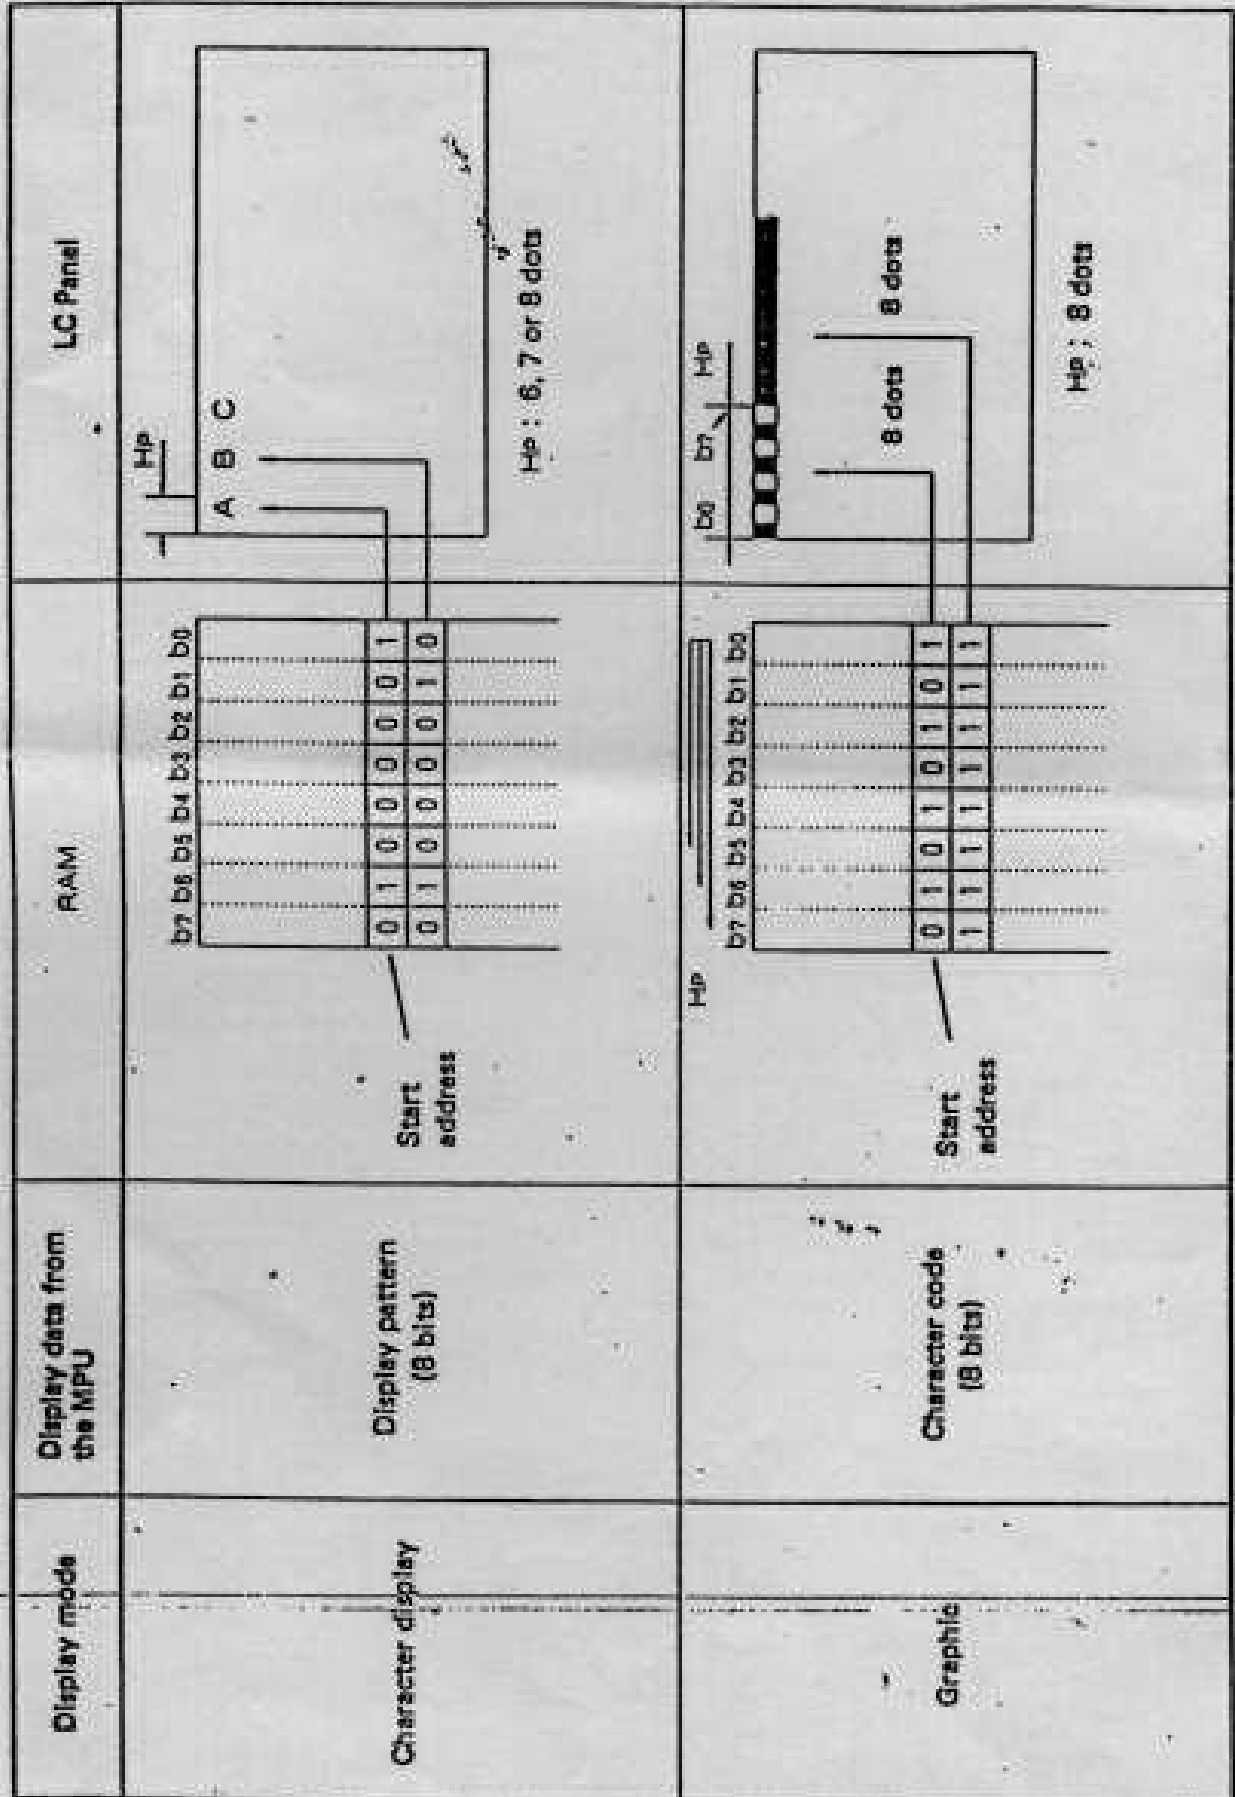 Display mode
Display data from
the MPU
RAM
LC Panel
Character display
Display pattern
(8 bits)
b7 b6 b5 b4 b3 b2 b1 b0
0 1 0 0 0 0 0 1
0 1 0 0 0 0 1 0
Start
address
HP
A B C
HP : 6, 7 or 8 dots
Graphic
Character code
(8 bits)
HP
b7 b6 b5 b4 b3 b2 b1 b0
0 1 0 1 0 1 0 1
1 1 1 1 1 1 1 1
Start
address
b0 b7 HP
8 dots 8 dots
HP ; 8 dots